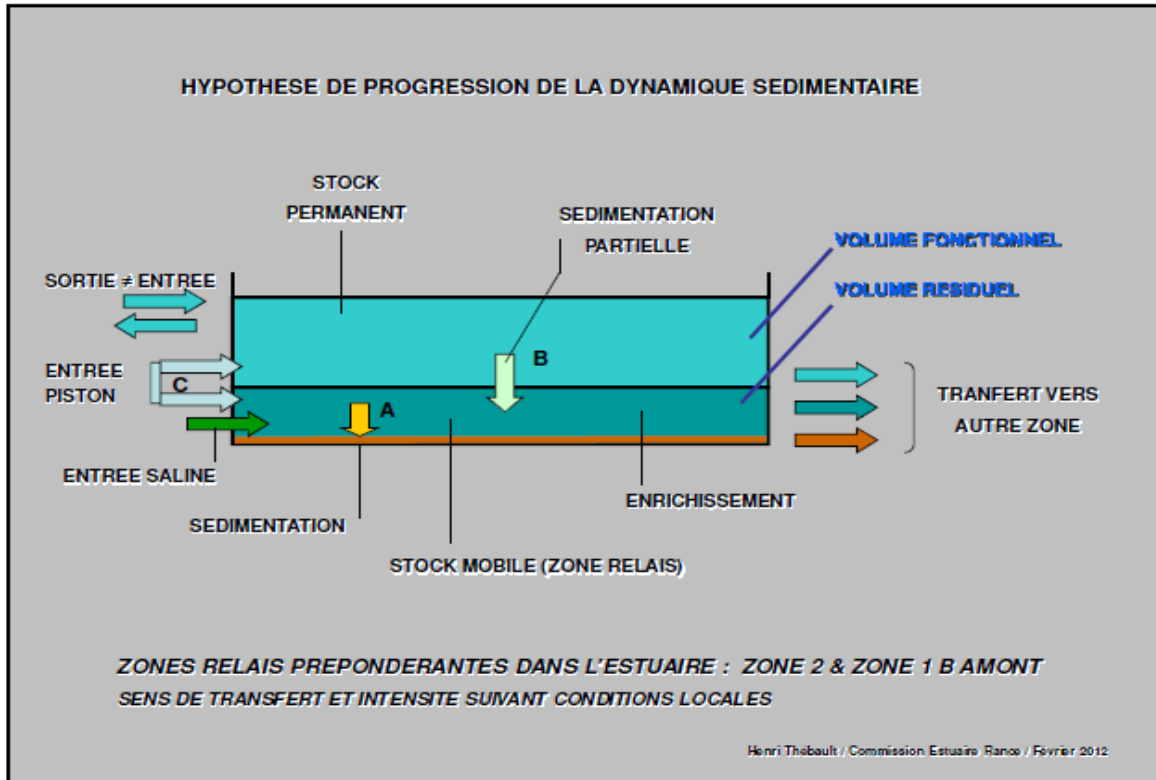 HYPOTHESE DE PROGRESSION DE LA DYNAMIQUE SEDIMENTAIRE
STOCK
PERMANENT
SEDIMENTATION
PARTIELLE
VOLUME FONCTIONNEL
SORTIE ≠ ENTREE
VOLUME RESIDUEL
B
ENTREE
PISTON
C
A
TRANFERT VERS
AUTRE ZONE
ENTREE SALINE
ENRICHISSEMENT
SEDIMENTATION
STOCK MOBILE (ZONE RELAIS)
ZONES RELAIS PREPONDERANTES DANS L'ESTUAIRE : ZONE 2 & ZONE 1 B AMONT
SENS DE TRANSFERT ET INTENSITE SUIVANT CONDITIONS LOCALES
Henri Thébault / Commission Estuaire Rance / Février 2012